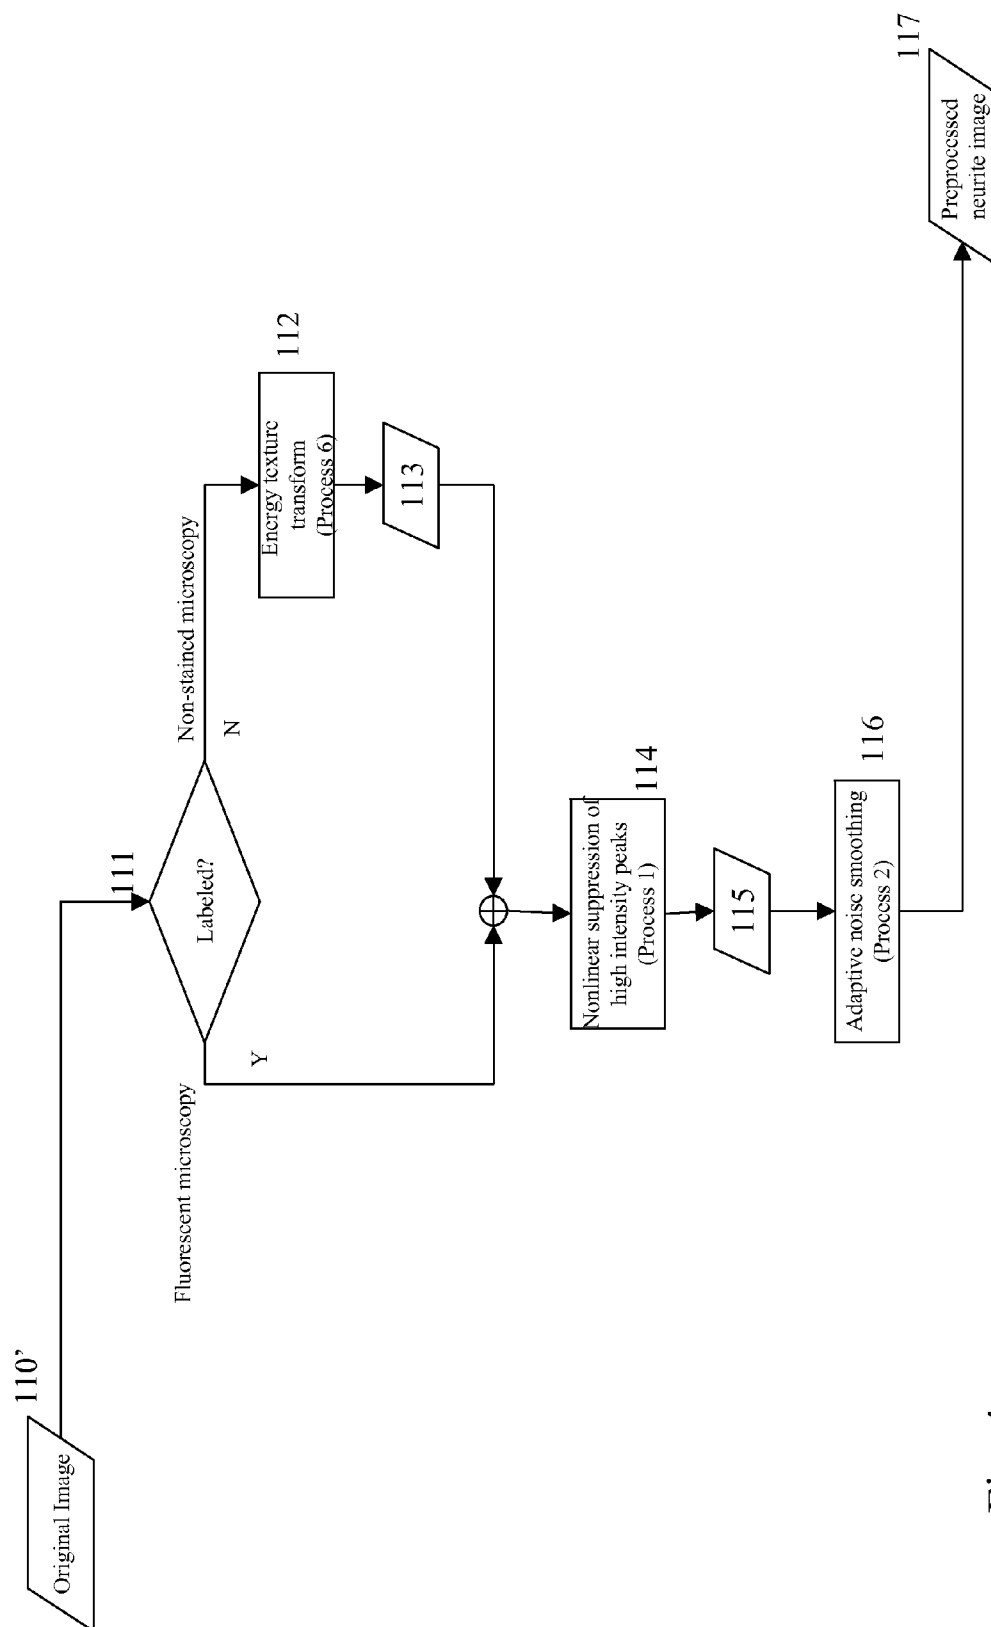 110’
Original Image
111
Labeled?
Fluorescent microscopy
Y
Non-stained microscopy
N
112
Energy texture
transform
(Process 6)
113
Nonlinear suppression of
high intensity peaks
(Process 1)
114
115
Adaptive noise smoothing
(Process 2)
116
117
Preprocessed
neurite image